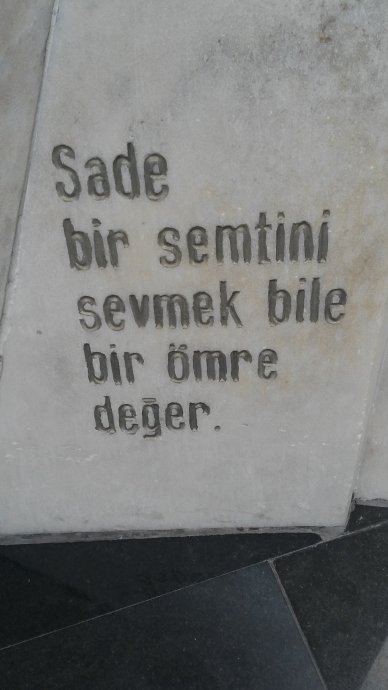 Sade
bir semtini
sevmek bile
bir ömre
değer.